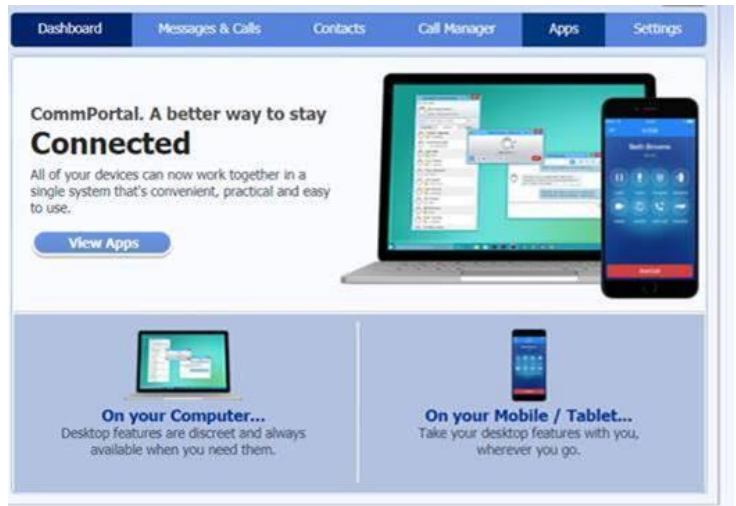 Dashboard Messages & Calls Contacts Call Manager Apps Settings
CommPortal. A better way to stay
Connected
All of your devices can now work together in a
single system that's convenient, practical and easy
to use.
View Apps
On your Computer...
Desktop features are discreet and always
available when you need them.
On your Mobile / Tablet...
Take your desktop features with you,
wherever you go.